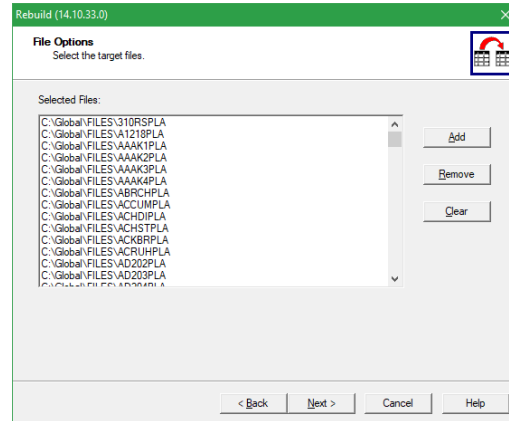 Rebuild (14.10.33.0)
File Options
Select the target files.
Selected Files:
C:\Global\FILES\310RSPLA
C:\Global\FILES\A1218PLA
C:\Global\FILES\AAAK1PLA
C:\Global\FILES\AAAK2PLA
C:\Global\FILES\AAAK3PLA
C:\Global\FILES\AAAK4PLA
C:\Global\FILES\ABRCHPLA
C:\Global\FILES\ACCUMPLA
C:\Global\FILES\ACHDIPLA
C:\Global\FILES\ACHSTPLA
C:\Global\FILES\ACKBRPLA
C:\Global\FILES\ACRUHPLA
C:\Global\FILES\AD202PLA
C:\Global\FILES\AD203PLA
C:\Global\FILES\AD204PLA
Add
Remove
Clear
< Back
Next >
Cancel
Help